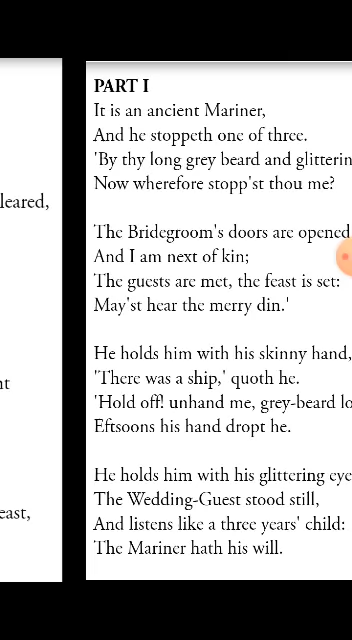 leared,
nt
east,
PART I
It is an ancient Mariner,
And he stoppeth one of three.
'By thy long grey beard and glitterin
Now wherefore stopp'st thou me?
The Bridegroom's doors are opened
And I am next of kin;
The guests are met, the feast is set:
May'st hear the merry din.'
He holds him with his skinny hand,
'There was a ship,' quoth he.
'Hold off! unhand me, grey-beard lo
Eftsoons his hand dropt he.
He holds him with his glittering eye
The Wedding-Guest stood still,
And listens like a three years' child:
The Mariner hath his will.